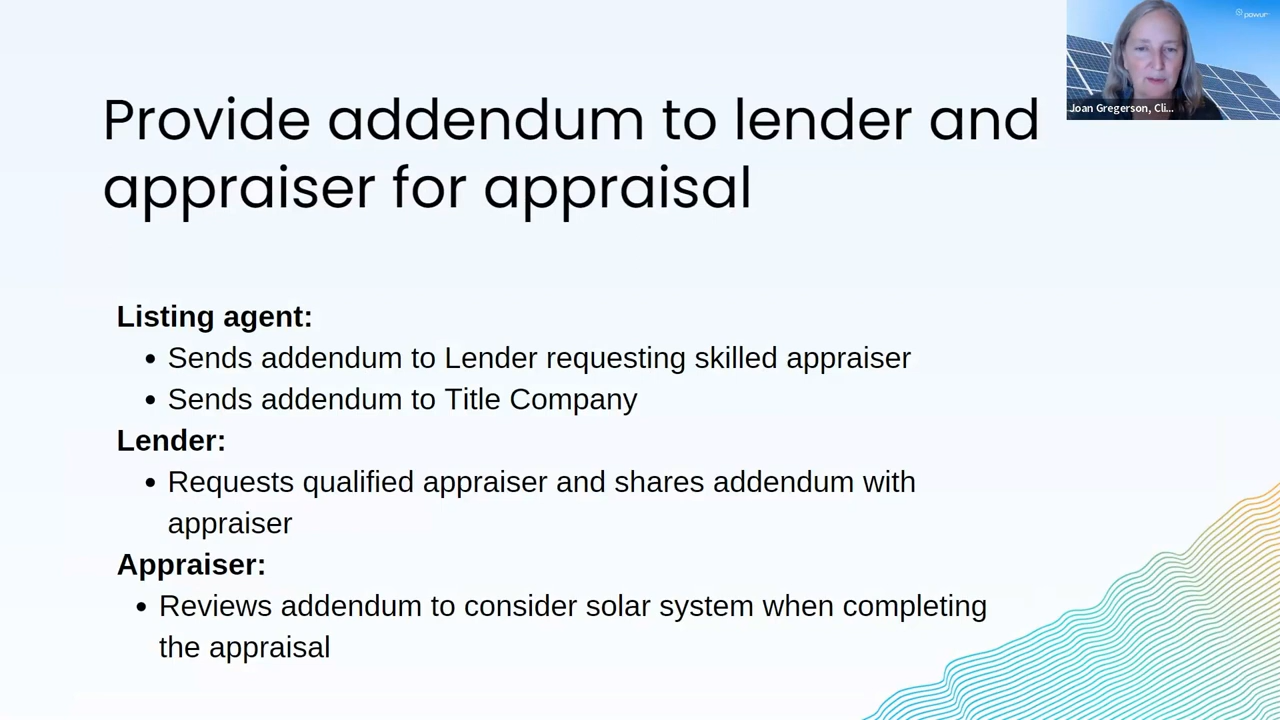 powur
Joan Gregerson, Cli...
Provide addendum to lender and
appraiser for appraisal
Listing agent:
• Sends addendum to Lender requesting skilled appraiser
• Sends addendum to Title Company
Lender:
• Requests qualified appraiser and shares addendum with
appraiser
Appraiser:
• Reviews addendum to consider solar system when completing
the appraisal